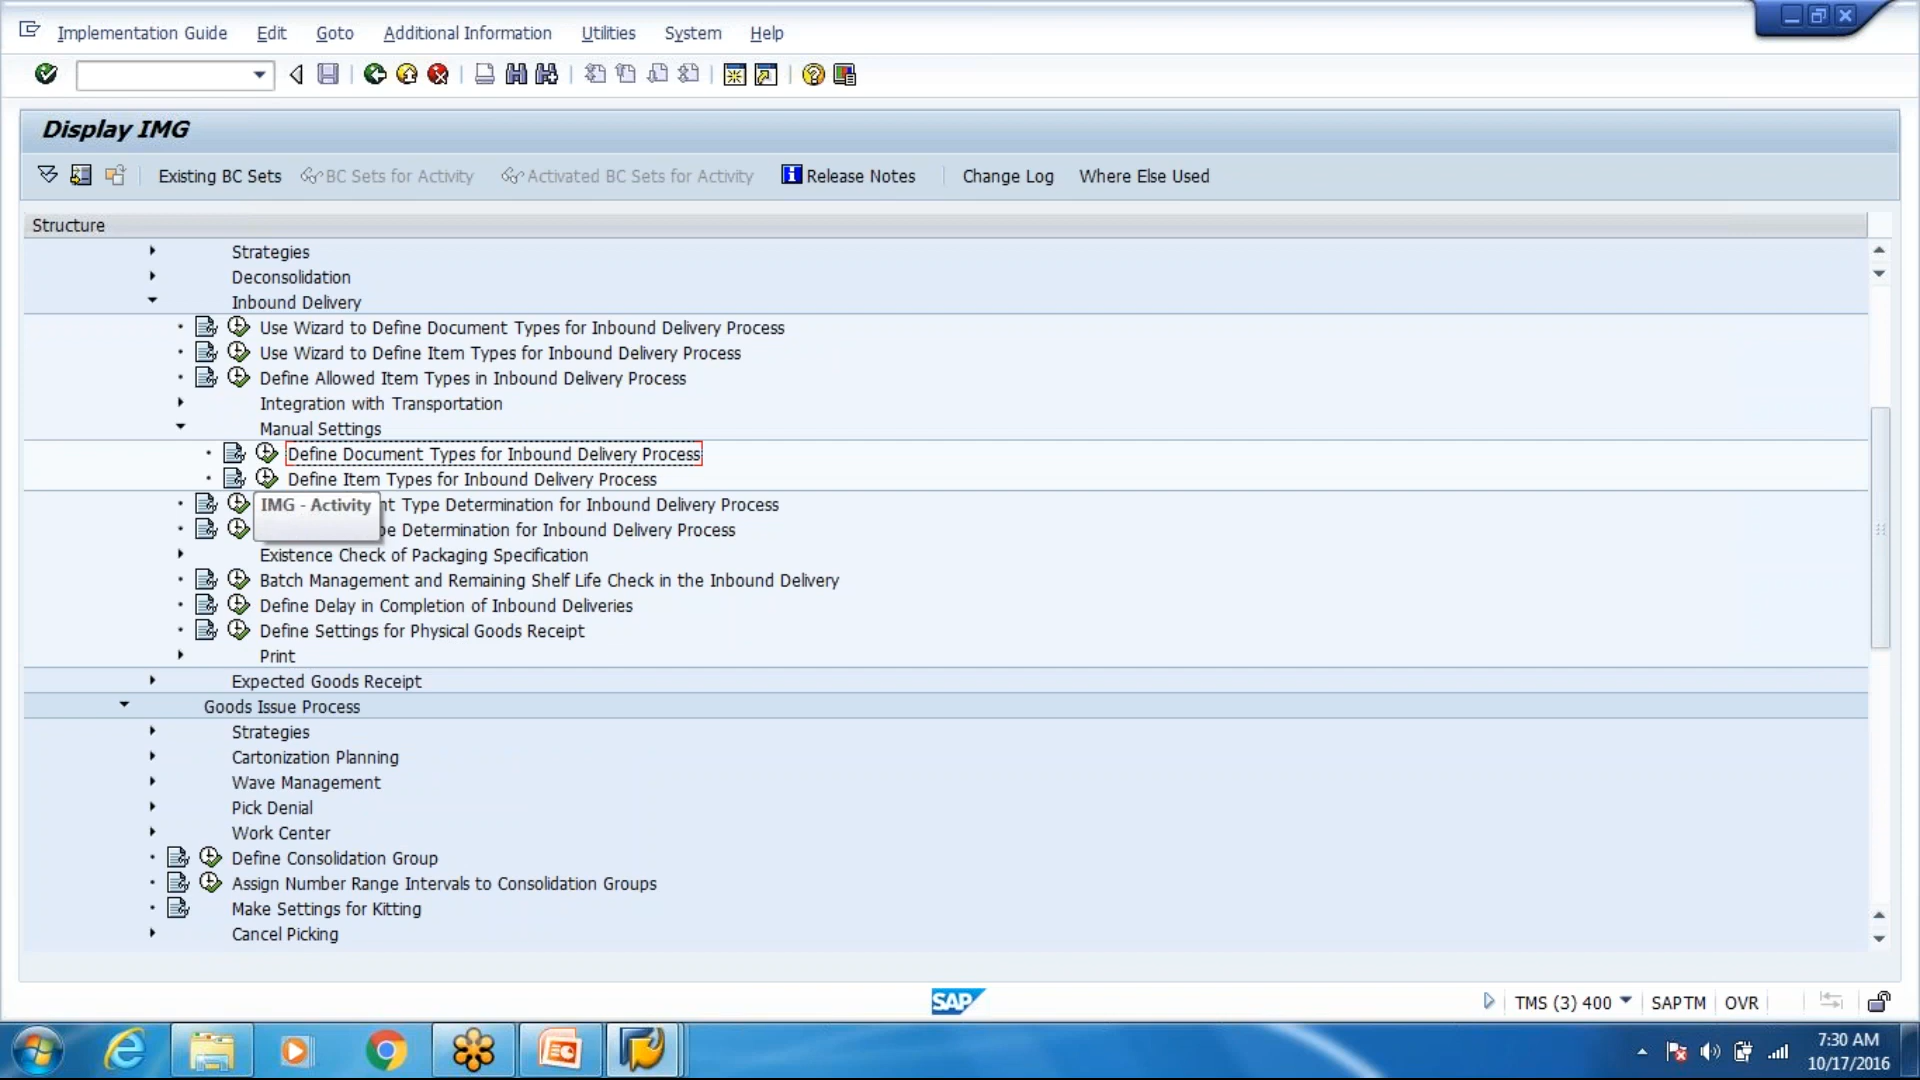 Implementation Guide Edit Goto Additional Information Utilities System Help
Display IMG
Existing BC Sets BC Sets for Activity Activated BC Sets for Activity Release Notes Change Log Where Else Used
Structure
Strategies
Deconsolidation
Inbound Delivery
Use Wizard to Define Document Types for Inbound Delivery Process
Use Wizard to Define Item Types for Inbound Delivery Process
Define Allowed Item Types in Inbound Delivery Process
Integration with Transportation
Manual Settings
Define Document Types for Inbound Delivery Process
Define Item Types for Inbound Delivery Process
IMG - Activity
Type Determination for Inbound Delivery Process
Determination for Inbound Delivery Process
Existence Check of Packaging Specification
Batch Management and Remaining Shelf Life Check in the Inbound Delivery
Define Delay in Completion of Inbound Deliveries
Define Settings for Physical Goods Receipt
Print
Expected Goods Receipt
Goods Issue Process
Strategies
Cartonization Planning
Wave Management
Pick Denial
Work Center
Define Consolidation Group
Assign Number Range Intervals to Consolidation Groups
Make Settings for Kitting
Cancel Picking
SAP TMS (3) 400 SAPTM OVR
7:30 AM
10/17/2016